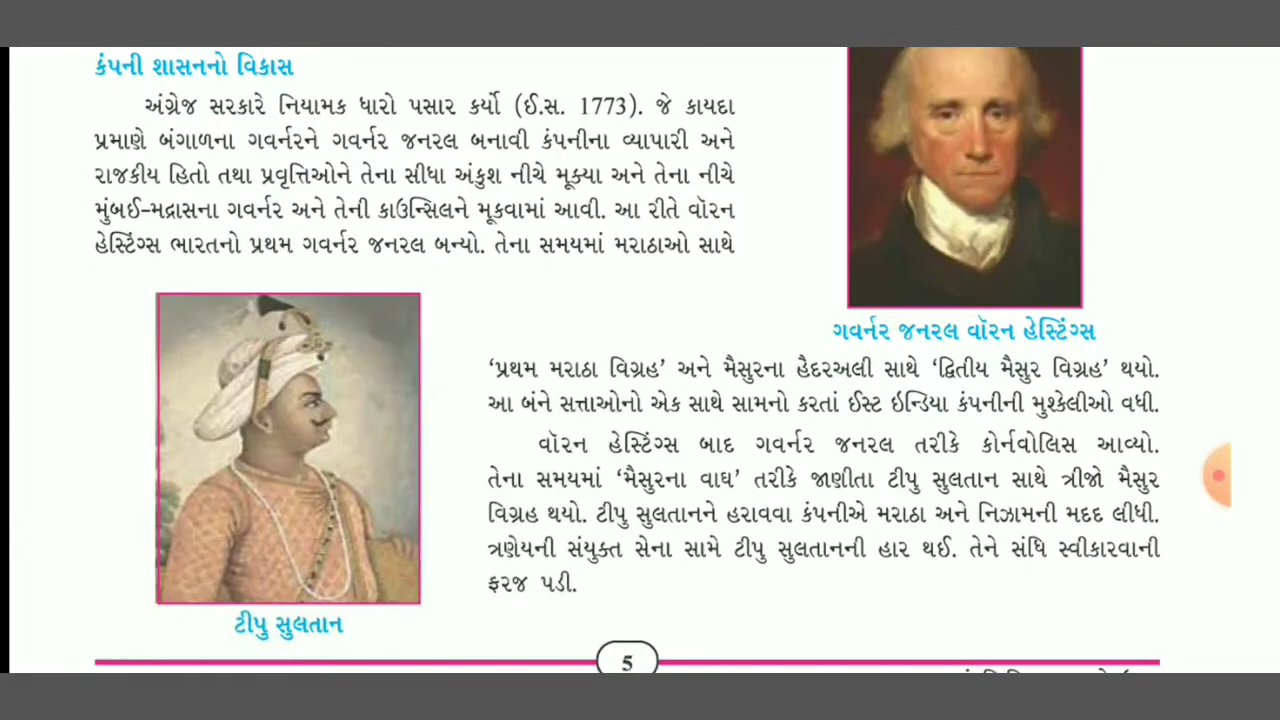 કંપની શાસનનો વિકાસ
અંગ્રેજ સરકારે નિયામક ધારો પસાર કર્યો (ઈ.સ. 1773). જે કાયદા
પ્રમાણે બંગાળના ગવર્નરને ગવર્નર જનરલ બનાવી કંપનીના વ્યાપારી અને
રાજકીય હિતો તથા પ્રવૃત્તિઓને તેના સીધા અંકુશ નીચે મૂક્યા અને તેના નીચે
મુંબઈ-મદ્રાસના ગવર્નર અને તેની કાઉન્સિલને મૂકવામાં આવી. આ રીતે વૉરન
હેસ્ટિંગ્સ ભારતનો પ્રથમ ગવર્નર જનરલ બન્યો. તેના સમયમાં મરાઠાઓ સાથે
ગવર્નર જનરલ વૉરન હેસ્ટિંગ્સ
‘પ્રથમ મરાઠા વિગ્રહ’ અને મૈસુરના હૈદરઅલી સાથે ‘દ્વિતીય મૈસુર વિગ્રહ’ થયો.
આ બંને સત્તાઓનો એક સાથે સામનો કરતાં ઈસ્ટ ઇન્ડિયા કંપનીની મુશ્કેલીઓ વધી.
વૉરન હેસ્ટિંગ્સ બાદ ગવર્નર જનરલ તરીકે કોર્નવોલિસ આવ્યો.
તેના સમયમાં ‘મૈસુરના વાઘ’ તરીકે જાણીતા ટીપુ સુલતાન સાથે ત્રીજો મૈસુર
વિગ્રહ થયો. ટીપુ સુલતાનને હરાવવા કંપનીએ મરાઠા અને નિઝામની મદદ લીધી.
ત્રણેયની સંયુક્ત સેના સામે ટીપુ સુલતાનની હાર થઈ. તેને સંધિ સ્વીકારવાની
ફરજ પડી.
ટીપુ સુલતાન
5